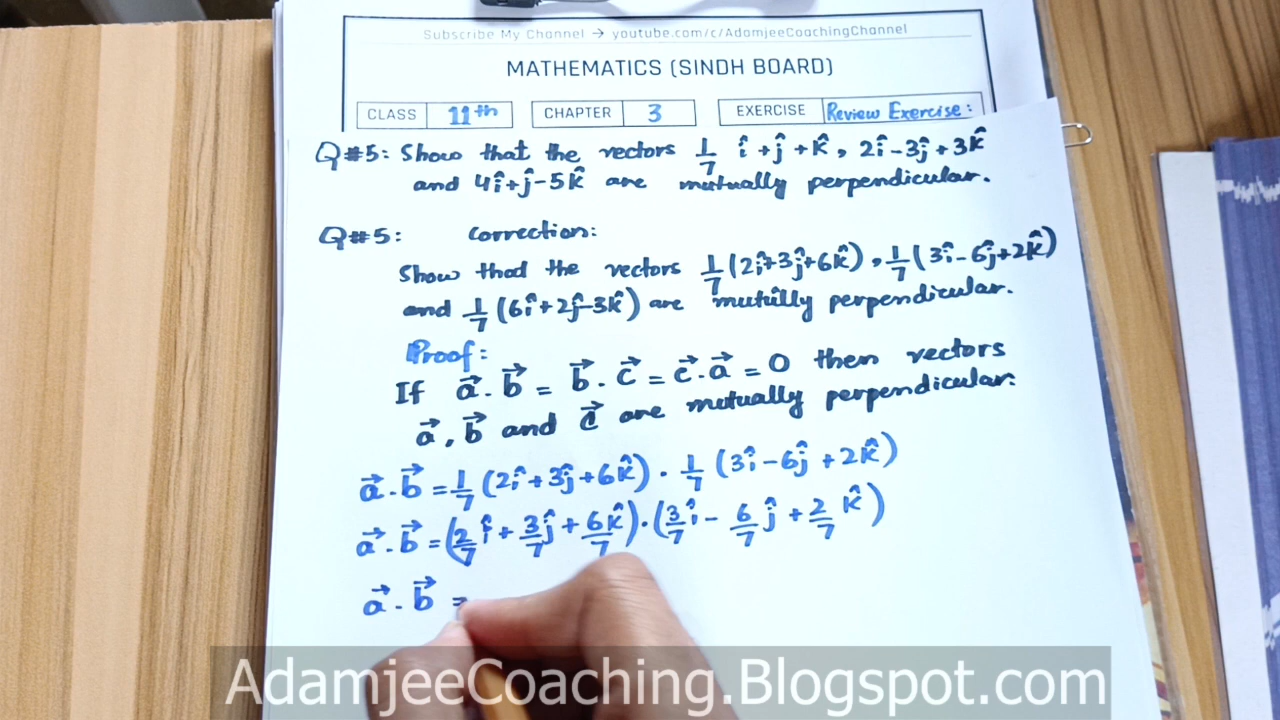 Subscribe My Channel → youtube.com/c/AdamjeeCoachingChannel
MATHEMATICS (SINDH BOARD)
CLASS 11th CHAPTER 3 EXERCISE Review Exercise:
Q#5: Show that the vectors 1/7 î+ĵ+k̂, 2î-3ĵ+3k̂
and 4î+ĵ-5k̂ are mutually perpendicular.
Q#5: Correction:
Show that the vectors 1/7(2î+3ĵ+6k̂), 1/7(3î-6ĵ+2k̂)
and 1/7(6î+2ĵ-3k̂) are mutually perpendicular.
Proof:
If a⃗.b⃗ = b⃗.c⃗ = c⃗.a⃗ = 0 then vectors
a⃗, b⃗ and c⃗ are mutually perpendicular.
a⃗.b⃗ = 1/7(2î+3ĵ+6k̂) . 1/7(3î-6ĵ+2k̂)
a⃗.b⃗ = (2/7 î + 3/7 ĵ + 6/7 k̂).(3/7 î - 6/7 ĵ + 2/7 k̂)
a⃗.b⃗ =
AdamjeeCoaching.Blogspot.com